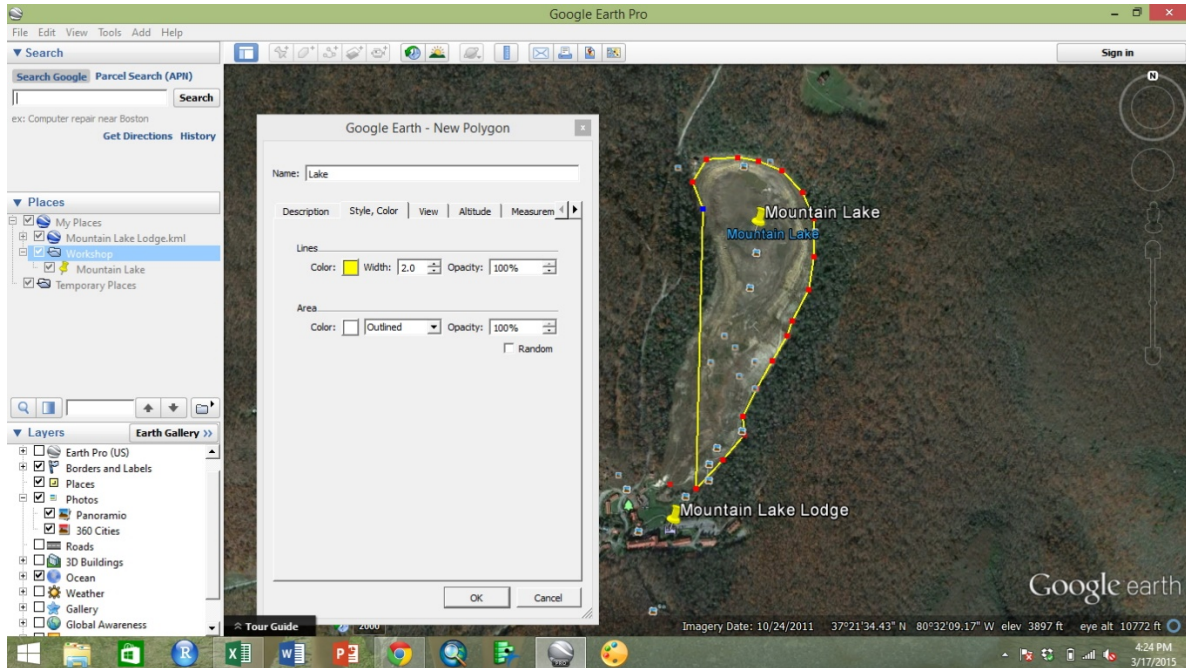 Google Earth Pro
File Edit View Tools Add Help
Search
Sign in
Search Google Parcel Search (APN)
Search
ex: Computer repair near Boston
Get Directions History
Places
My Places
Mountain Lake Lodge.kml
Workshop
Mountain Lake
Temporary Places
Layers
Earth Gallery >>
Earth Pro (US)
Borders and Labels
Places
Photos
Panoramio
360 Cities
Roads
3D Buildings
Ocean
Weather
Gallery
Global Awareness
Google Earth - New Polygon
Name: Lake
Description Style, Color View Altitude Measurem
Lines
Color: Width: 2.0 Opacity: 100%
Area
Color: Outlined Opacity: 100%
Random
OK Cancel
N
Mountain Lake
Mountain Lake
Mountain Lake Lodge
Google earth
Tour Guide 2000
Imagery Date: 10/24/2011 37°21'34.43" N 80°32'09.17" W elev 3897 ft eye alt 10772 ft
PRO
4:24 PM
3/17/2015